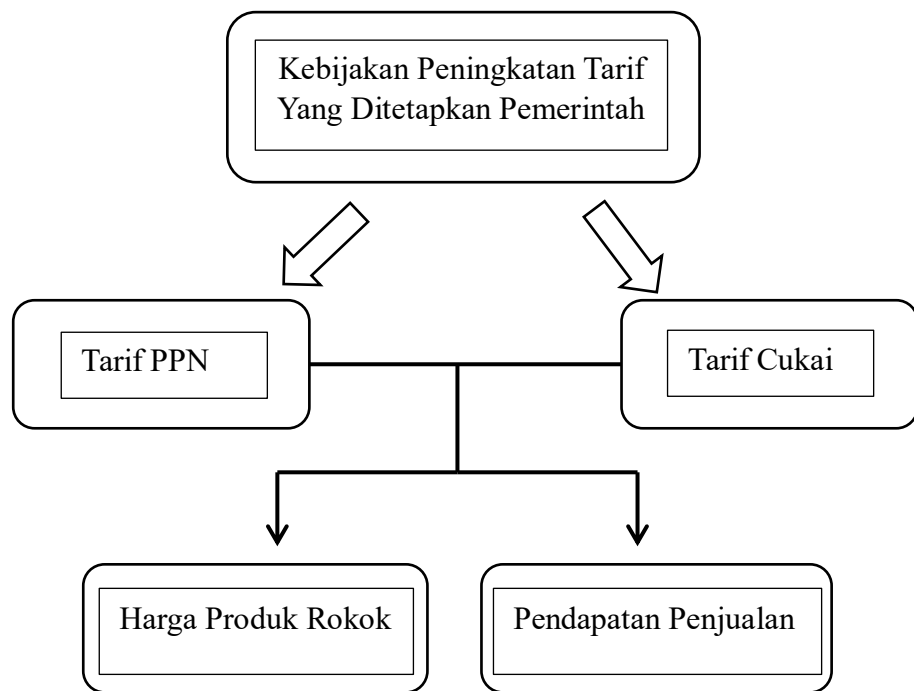 Kebijakan Peningkatan Tarif
Yang Ditetapkan Pemerintah
Tarif PPN
Tarif Cukai
Harga Produk Rokok
Pendapatan Penjualan